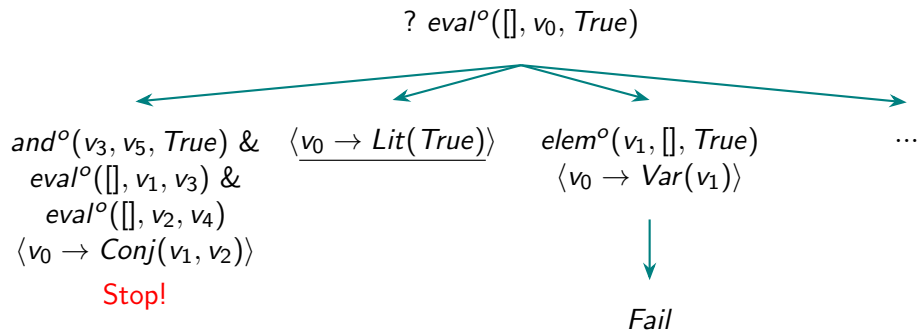 ? evalᵒ([], v₀, True)
andᵒ(v₃, v₅, True) &
evalᵒ([], v₁, v₃) &
evalᵒ([], v₂, v₄)
⟨v₀ → Conj(v₁, v₂)⟩
Stop!
⟨v₀ → Lit(True)⟩
elemᵒ(v₁, [], True)
⟨v₀ → Var(v₁)⟩
Fail
...